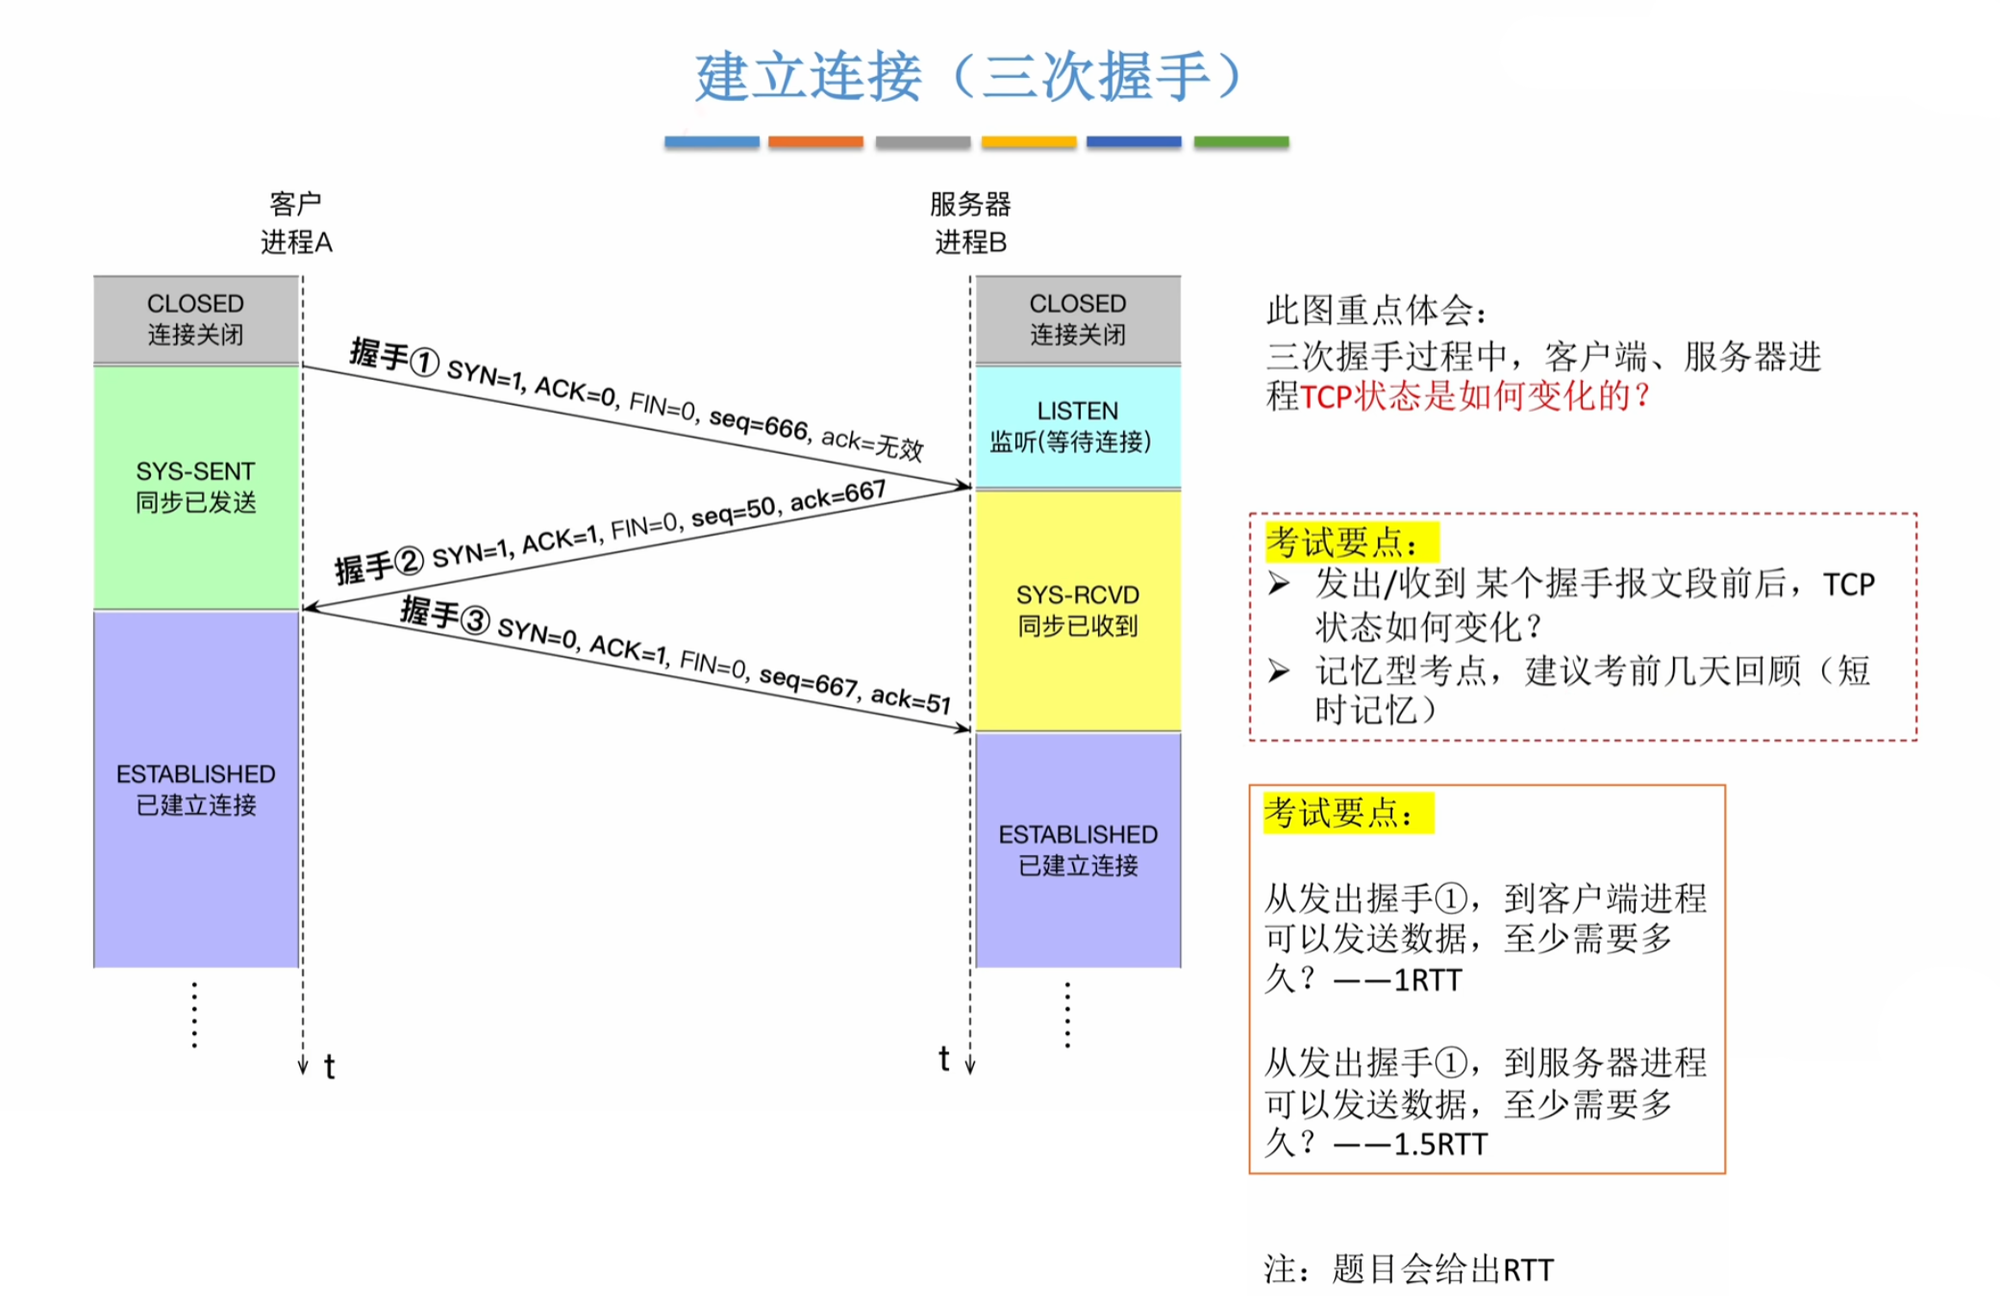 建立连接（三次握手）
客户
进程A
服务器
进程B
CLOSED
连接关闭
SYS-SENT
同步已发送
ESTABLISHED
已建立连接
握手① SYN=1, ACK=0, FIN=0, seq=666, ack=无效
握手② SYN=1, ACK=1, FIN=0, seq=50, ack=667
握手③ SYN=0, ACK=1, FIN=0, seq=667, ack=51
CLOSED
连接关闭
LISTEN
监听(等待连接)
SYS-RCVD
同步已收到
ESTABLISHED
已建立连接
t
t
此图重点体会：
三次握手过程中，客户端、服务器进
程TCP状态是如何变化的？
考试要点：
➢ 发出/收到 某个握手报文段前后，TCP
状态如何变化？
➢ 记忆型考点，建议考前几天回顾（短
时记忆）
考试要点：
从发出握手①，到客户端进程
可以发送数据，至少需要多
久？——1RTT
从发出握手①，到服务器进程
可以发送数据，至少需要多
久？——1.5RTT
注：题目会给出RTT